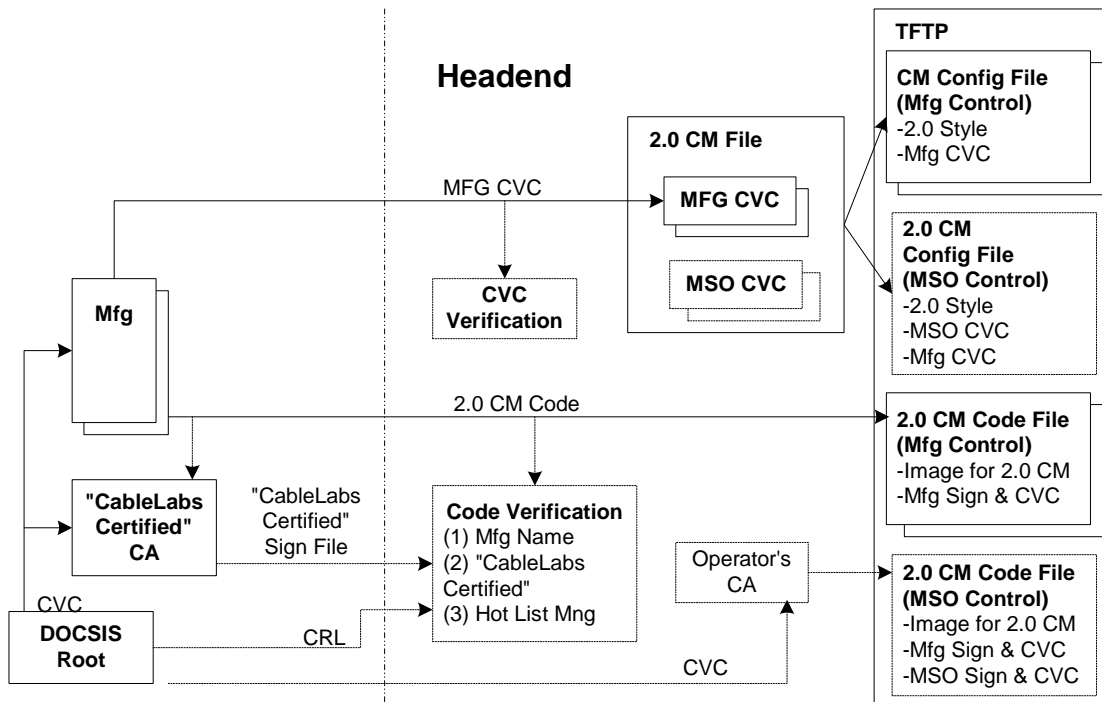 TFTP
Headend
CM Config File
(Mfg Control)
-2.0 Style
-Mfg CVC
2.0 CM File
MFG CVC
MFG CVC
MSO CVC
2.0 CM
Config File
(MSO Control)
-2.0 Style
-MSO CVC
-Mfg CVC
CVC
Verification
Mfg
2.0 CM Code
2.0 CM Code File
(Mfg Control)
-Image for 2.0 CM
-Mfg Sign & CVC
"CableLabs
Certified"
CA
"CableLabs
Certified"
Sign File
Code Verification
(1) Mfg Name
(2) "CableLabs
Certified"
(3) Hot List Mng
Operator's
CA
2.0 CM Code File
(MSO Control)
-Image for 2.0 CM
-Mfg Sign & CVC
-MSO Sign & CVC
CVC
DOCSIS
Root
CRL
CVC